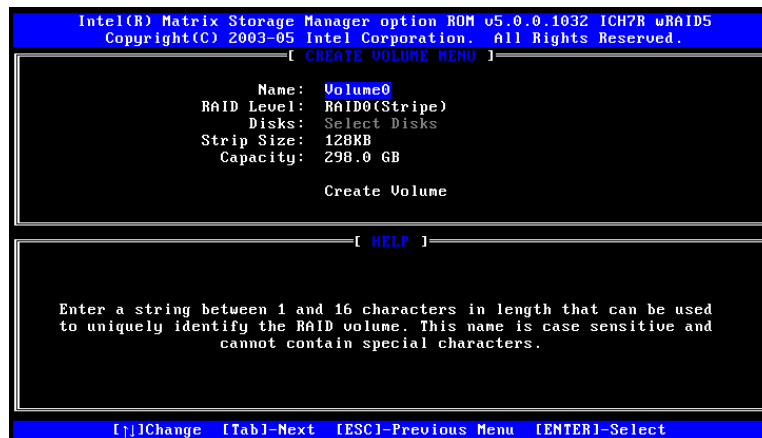 Intel(R) Matrix Storage Manager option ROM v5.0.0.1032 ICH7R wRAID5
Copyright(C) 2003-05 Intel Corporation. All Rights Reserved.
[ CREATE VOLUME MENU ]
Name: Volume0
RAID Level: RAID0(Stripe)
Disks: Select Disks
Strip Size: 128KB
Capacity: 298.0 GB
Create Volume
[ HELP ]
Enter a string between 1 and 16 characters in length that can be used
to uniquely identify the RAID volume. This name is case sensitive and
cannot contain special characters.
[↑↓]Change [Tab]-Next [ESC]-Previous Menu [ENTER]-Select